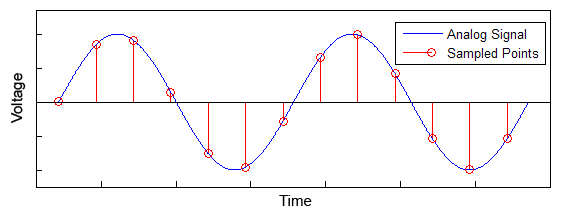 Analog Signal
Sampled Points
Voltage
Time